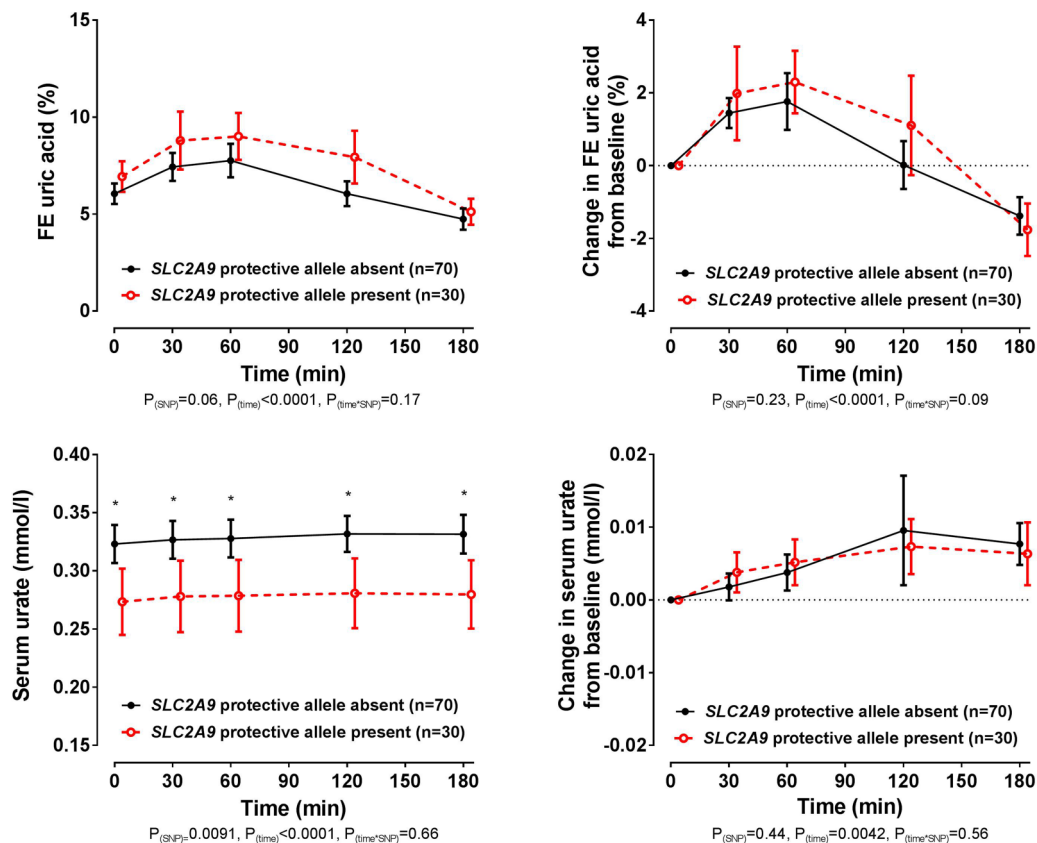 FE uric acid (%)
15
10
5
0
SLC2A9 protective allele absent (n=70)
SLC2A9 protective allele present (n=30)
0 30 60 90 120 150 180
Time (min)
P(SNP)=0.06, P(time)<0.0001, P(time*SNP)=0.17
Change in FE uric acid
from baseline (%)
4
2
0
-2
-4
SLC2A9 protective allele absent (n=70)
SLC2A9 protective allele present (n=30)
0 30 60 90 120 150 180
Time (min)
P(SNP)=0.23, P(time)<0.0001, P(time*SNP)=0.09
Serum urate (mmol/l)
0.40
0.35
0.30
0.25
0.20
0.15
* * * * *
SLC2A9 protective allele absent (n=70)
SLC2A9 protective allele present (n=30)
0 30 60 90 120 150 180
Time (min)
P(SNP)=0.0091, P(time)<0.0001, P(time*SNP)=0.66
Change in serum urate
from baseline (mmol/l)
0.02
0.01
0.00
-0.01
-0.02
SLC2A9 protective allele absent (n=70)
SLC2A9 protective allele present (n=30)
0 30 60 90 120 150 180
Time (min)
P(SNP)=0.44, P(time)=0.0042, P(time*SNP)=0.56